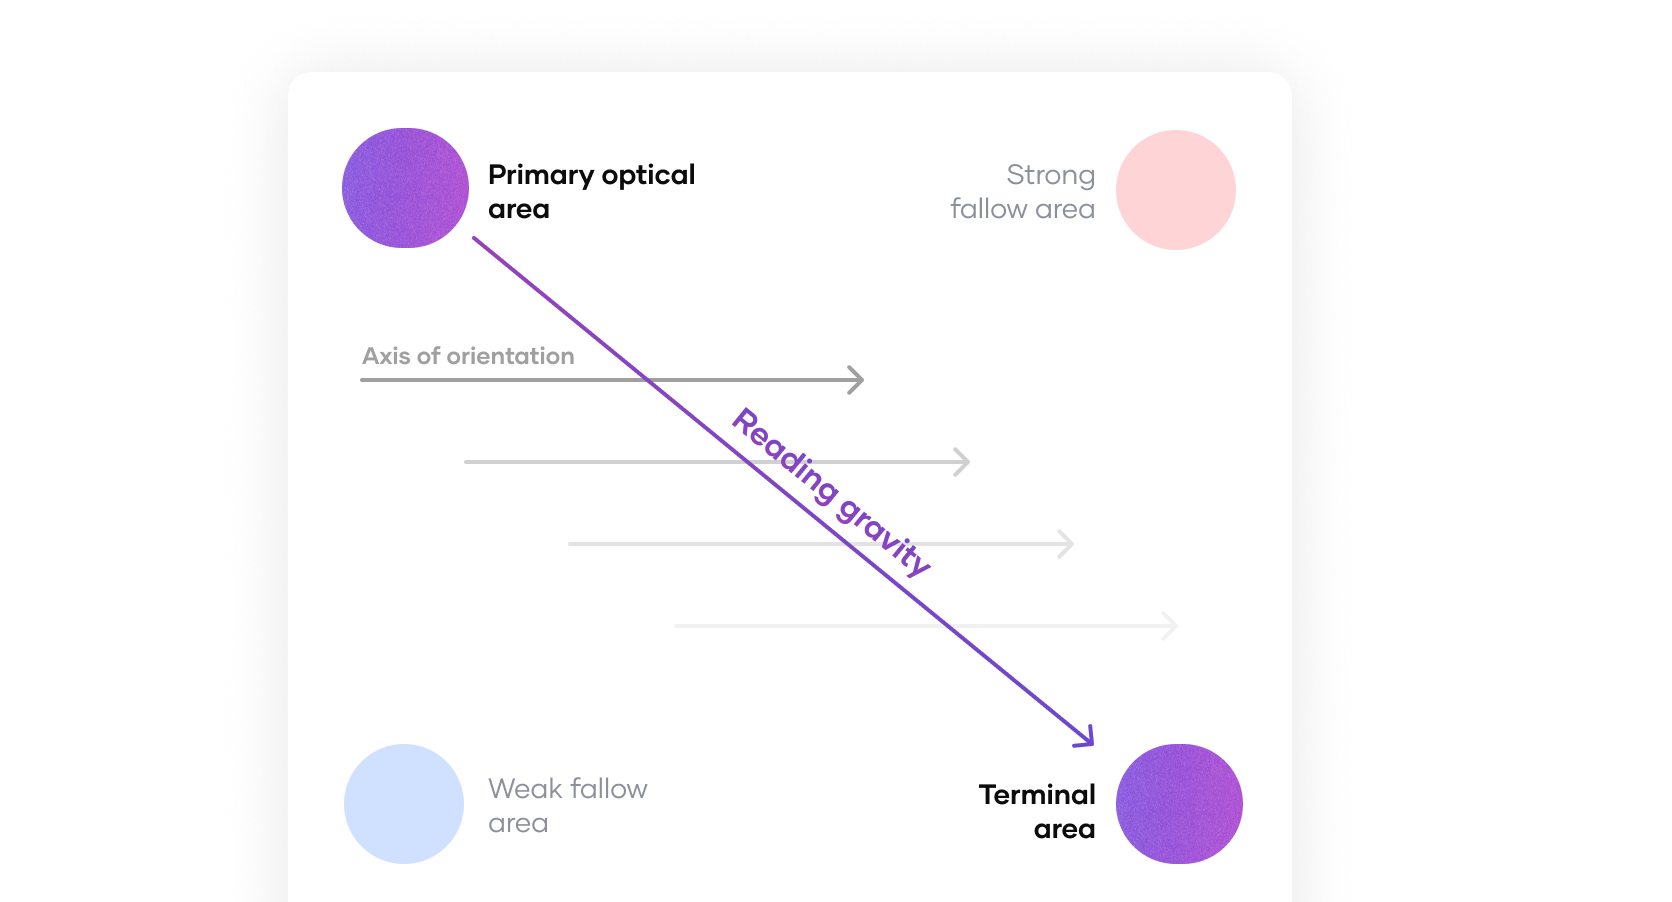 Primary optical
area
Strong
fallow area
Axis of orientation
Reading gravity
Weak fallow
area
Terminal
area